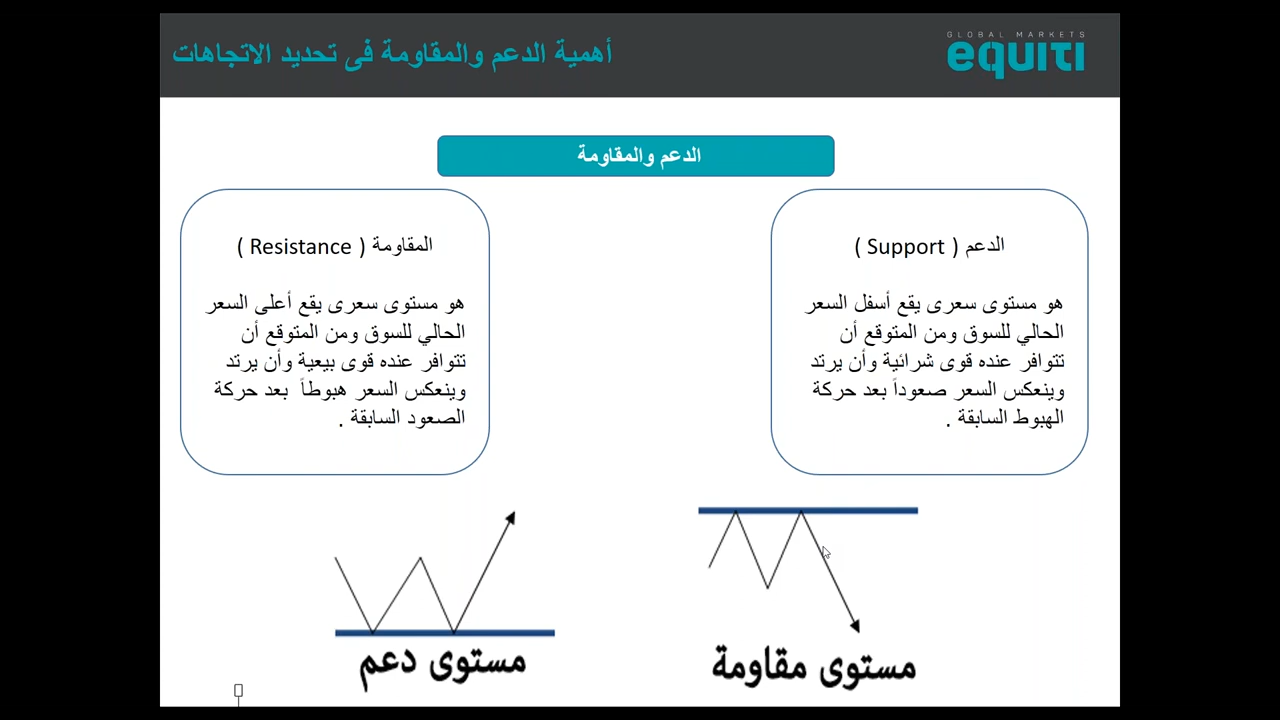 أهمية الدعم والمقاومة فى تحديد الاتجاهات
GLOBAL MARKETS
equiti
الدعم والمقاومة
الدعم ( Support )
هو مستوى سعرى يقع أسفل السعر
الحالي للسوق ومن المتوقع أن
تتوافر عنده قوى شرائية وأن يرتد
وينعكس السعر صعوداً بعد حركة
الهبوط السابقة .
المقاومة ( Resistance )
هو مستوى سعرى يقع أعلى السعر
الحالي للسوق ومن المتوقع أن
تتوافر عنده قوى بيعية وأن يرتد
وينعكس السعر هبوطاً بعد حركة
الصعود السابقة .
مستوى مقاومة
مستوى دعم